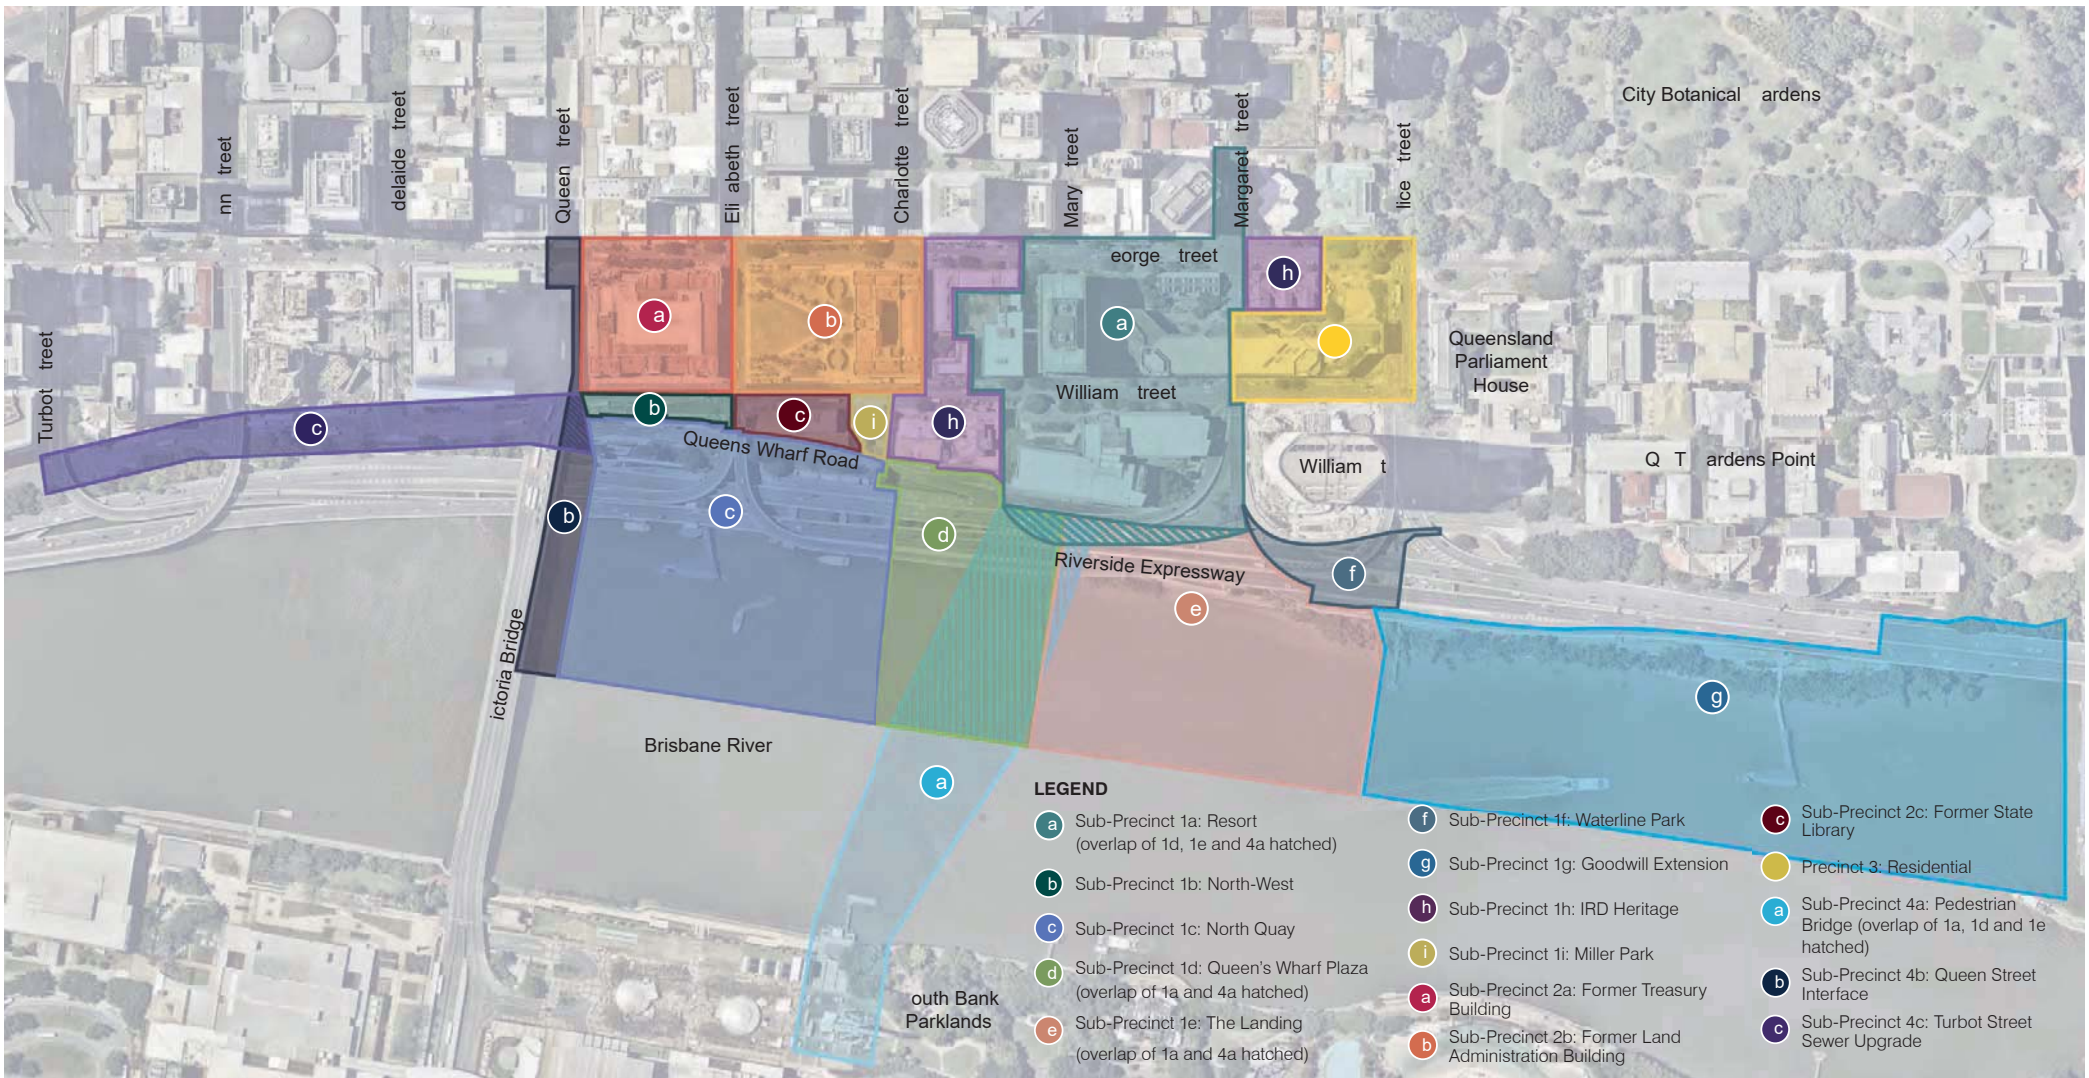 City Botanical ardens
nn treet
delaide treet
Queen treet
Eli abeth treet
Charlotte treet
Mary treet
Margaret treet
lice treet
eorge treet
h
a
b
a
Turbot treet
Queensland
Parliament
House
William treet
b
c
i
h
c
Queens Wharf Road
William t
Q T ardens Point
b
c
d
Riverside Expressway
f
e
ictoria Bridge
g
Brisbane River
a
outh Bank
Parklands
LEGEND
a Sub-Precinct 1a: Resort
(overlap of 1d, 1e and 4a hatched)
b Sub-Precinct 1b: North-West
c Sub-Precinct 1c: North Quay
d Sub-Precinct 1d: Queen's Wharf Plaza
(overlap of 1a and 4a hatched)
e Sub-Precinct 1e: The Landing
(overlap of 1a and 4a hatched)
f Sub-Precinct 1f: Waterline Park
g Sub-Precinct 1g: Goodwill Extension
h Sub-Precinct 1h: IRD Heritage
i Sub-Precinct 1i: Miller Park
a Sub-Precinct 2a: Former Treasury
Building
b Sub-Precinct 2b: Former Land
Administration Building
c Sub-Precinct 2c: Former State
Library
Precinct 3: Residential
a Sub-Precinct 4a: Pedestrian
Bridge (overlap of 1a, 1d and 1e
hatched)
b Sub-Precinct 4b: Queen Street
Interface
c Sub-Precinct 4c: Turbot Street
Sewer Upgrade